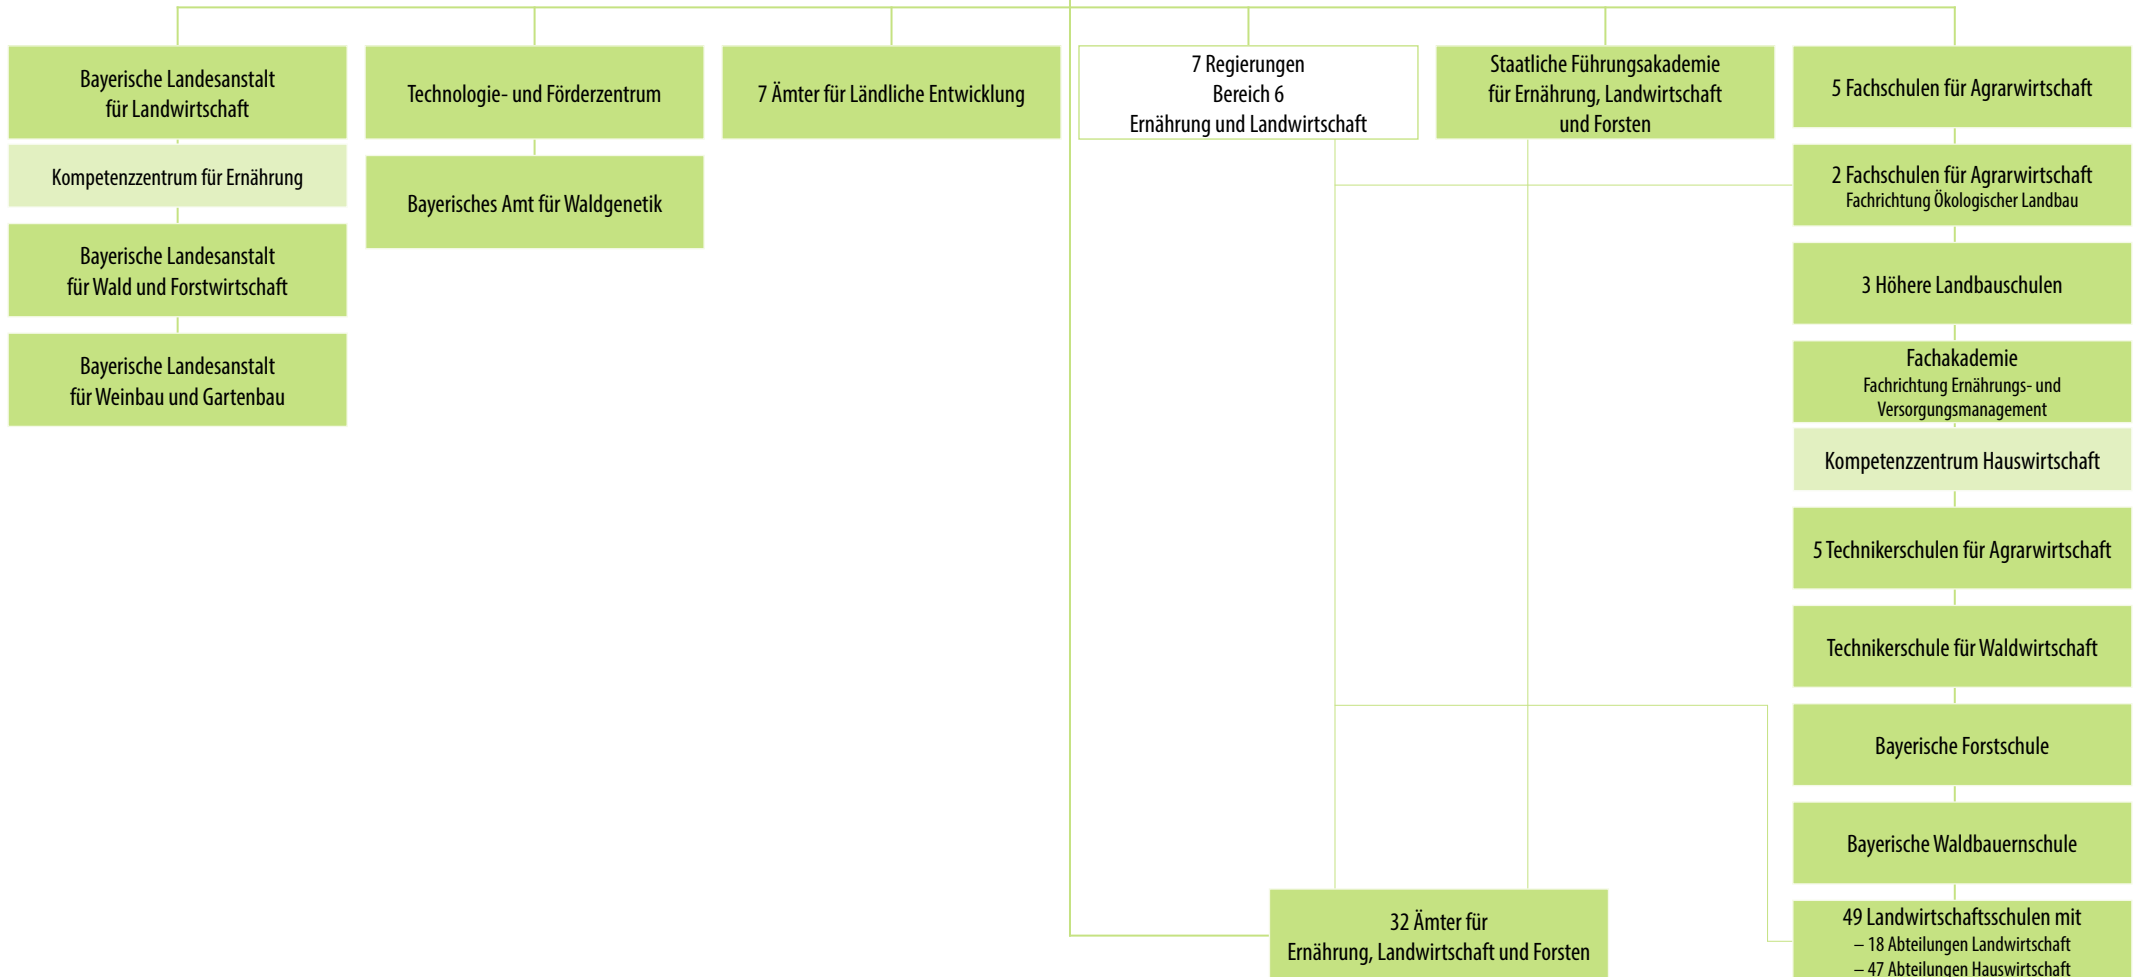 Bayerische Landesanstalt
für Landwirtschaft
Kompetenzzentrum für Ernährung
Bayerische Landesanstalt
für Wald und Forstwirtschaft
Bayerische Landesanstalt
für Weinbau und Gartenbau
Technologie- und Förderzentrum
Bayerisches Amt für Waldgenetik
7 Ämter für Ländliche Entwicklung
7 Regierungen
Bereich 6
Ernährung und Landwirtschaft
Staatliche Führungsakademie
für Ernährung, Landwirtschaft
und Forsten
32 Ämter für
Ernährung, Landwirtschaft und Forsten
5 Fachschulen für Agrarwirtschaft
2 Fachschulen für Agrarwirtschaft
Fachrichtung Ökologischer Landbau
3 Höhere Landbauschulen
Fachakademie
Fachrichtung Ernährungs- und
Versorgungsmanagement
Kompetenzzentrum Hauswirtschaft
5 Technikerschulen für Agrarwirtschaft
Technikerschule für Waldwirtschaft
Bayerische Forstschule
Bayerische Waldbauernschule
49 Landwirtschaftsschulen mit
– 18 Abteilungen Landwirtschaft
– 47 Abteilungen Hauswirtschaft